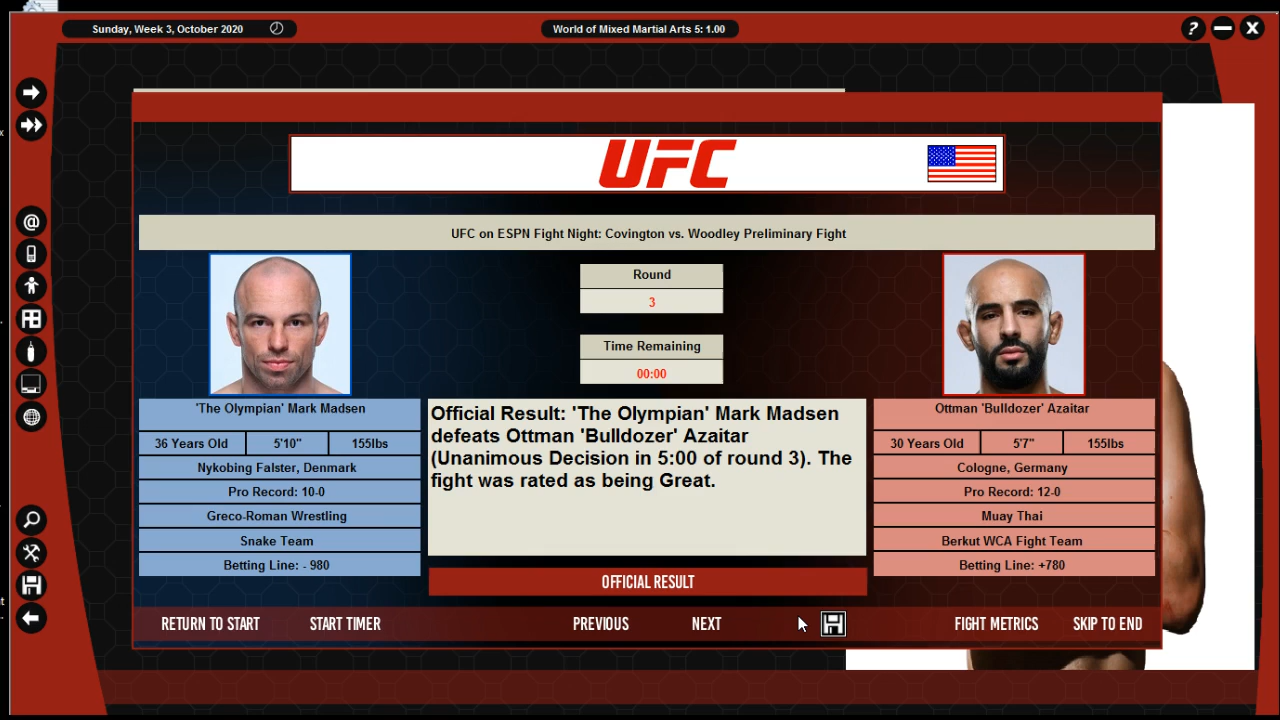 Sunday, Week 3, October 2020
World of Mixed Martial Arts 5: 1.00
?
X
@
UFC
UFC on ESPN Fight Night: Covington vs. Woodley Preliminary Fight
Round
3
Time Remaining
00:00
'The Olympian' Mark Madsen
36 Years Old 5'10" 155lbs
Nykobing Falster, Denmark
Pro Record: 10-0
Greco-Roman Wrestling
Snake Team
Betting Line: - 980
Official Result: 'The Olympian' Mark Madsen
defeats Ottman 'Bulldozer' Azaitar
(Unanimous Decision in 5:00 of round 3). The
fight was rated as being Great.
OFFICIAL RESULT
Ottman 'Bulldozer' Azaitar
30 Years Old 5'7" 155lbs
Cologne, Germany
Pro Record: 12-0
Muay Thai
Berkut WCA Fight Team
Betting Line: +780
RETURN TO START START TIMER PREVIOUS NEXT FIGHT METRICS SKIP TO END